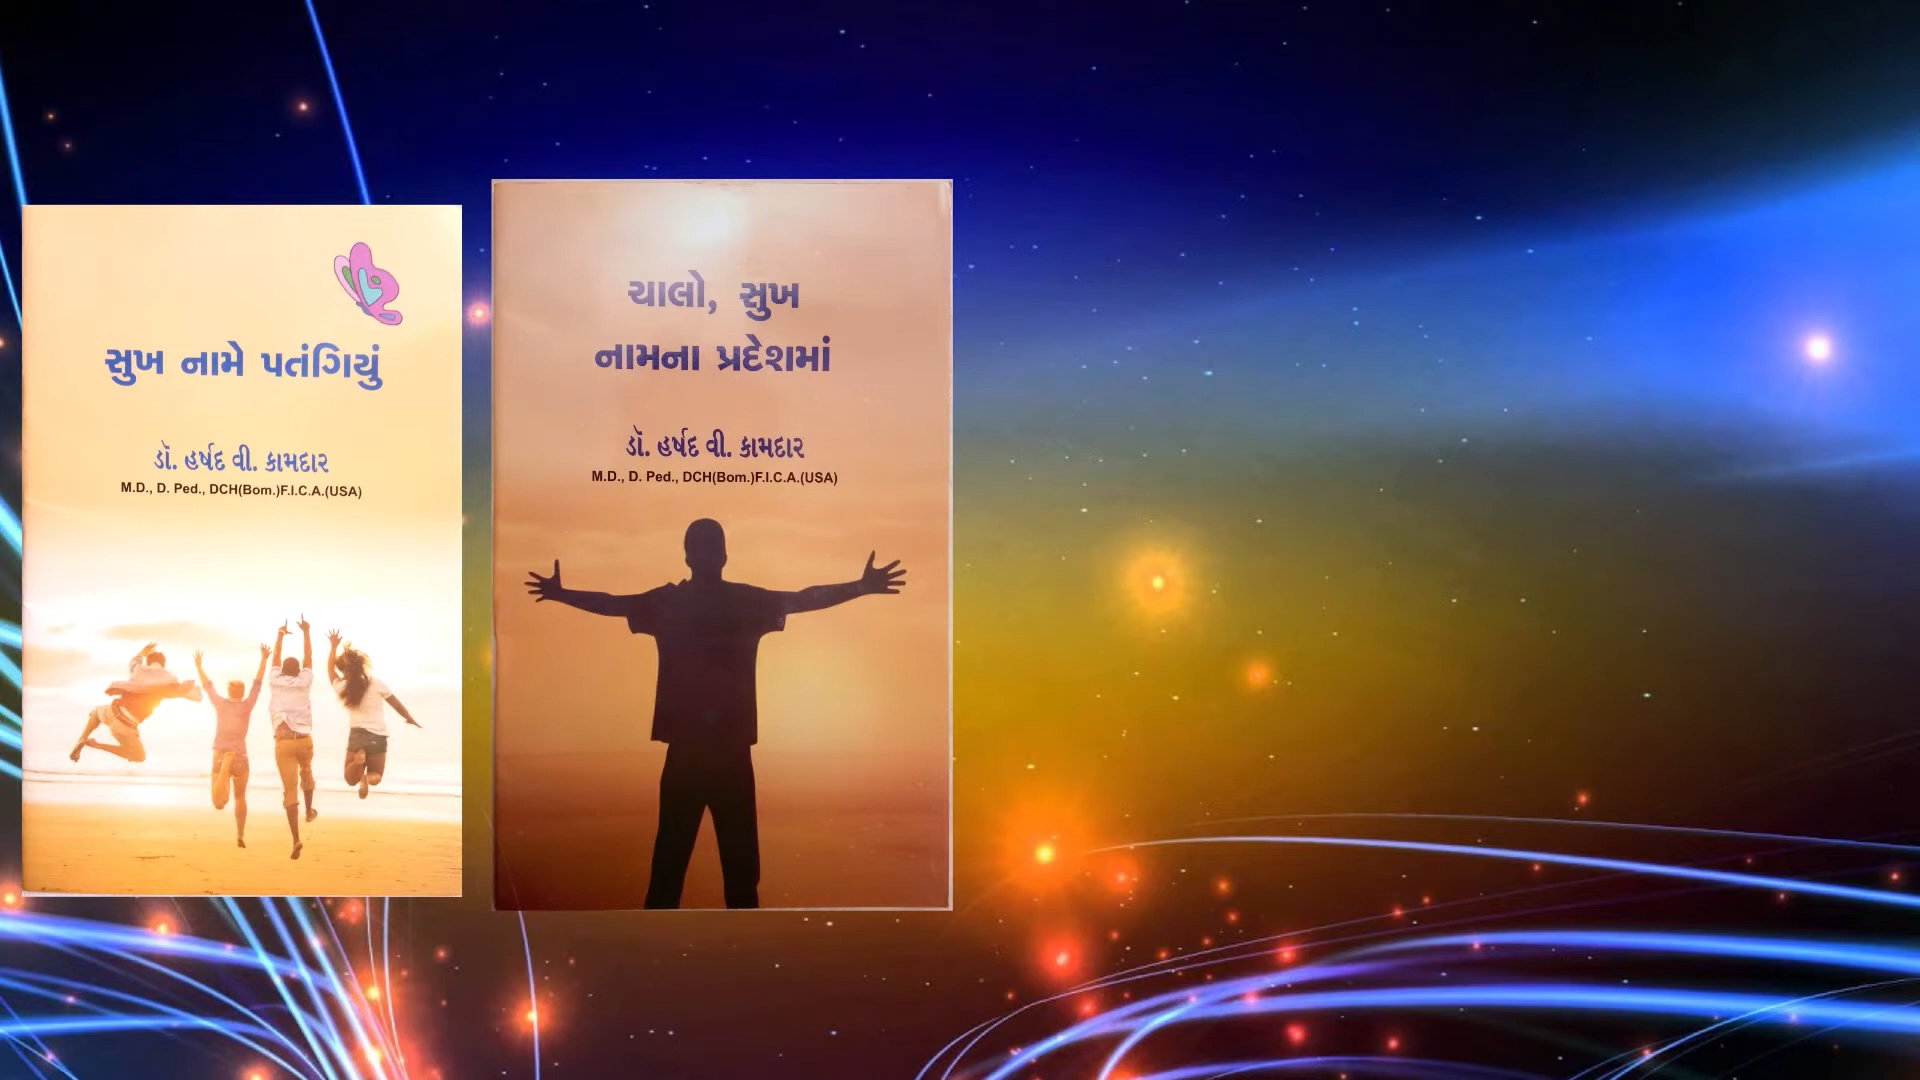 સુખ નામે પતંગિયું
ડૉ. હર્ષદ વી. કામદાર
M.D., D. Ped., DCH(Bom.)F.I.C.A.(USA)
ચાલો, સુખ
નામના પ્રદેશમાં
ડૉ. હર્ષદ વી. કામદાર
M.D., D. Ped., DCH(Bom.)F.I.C.A.(USA)